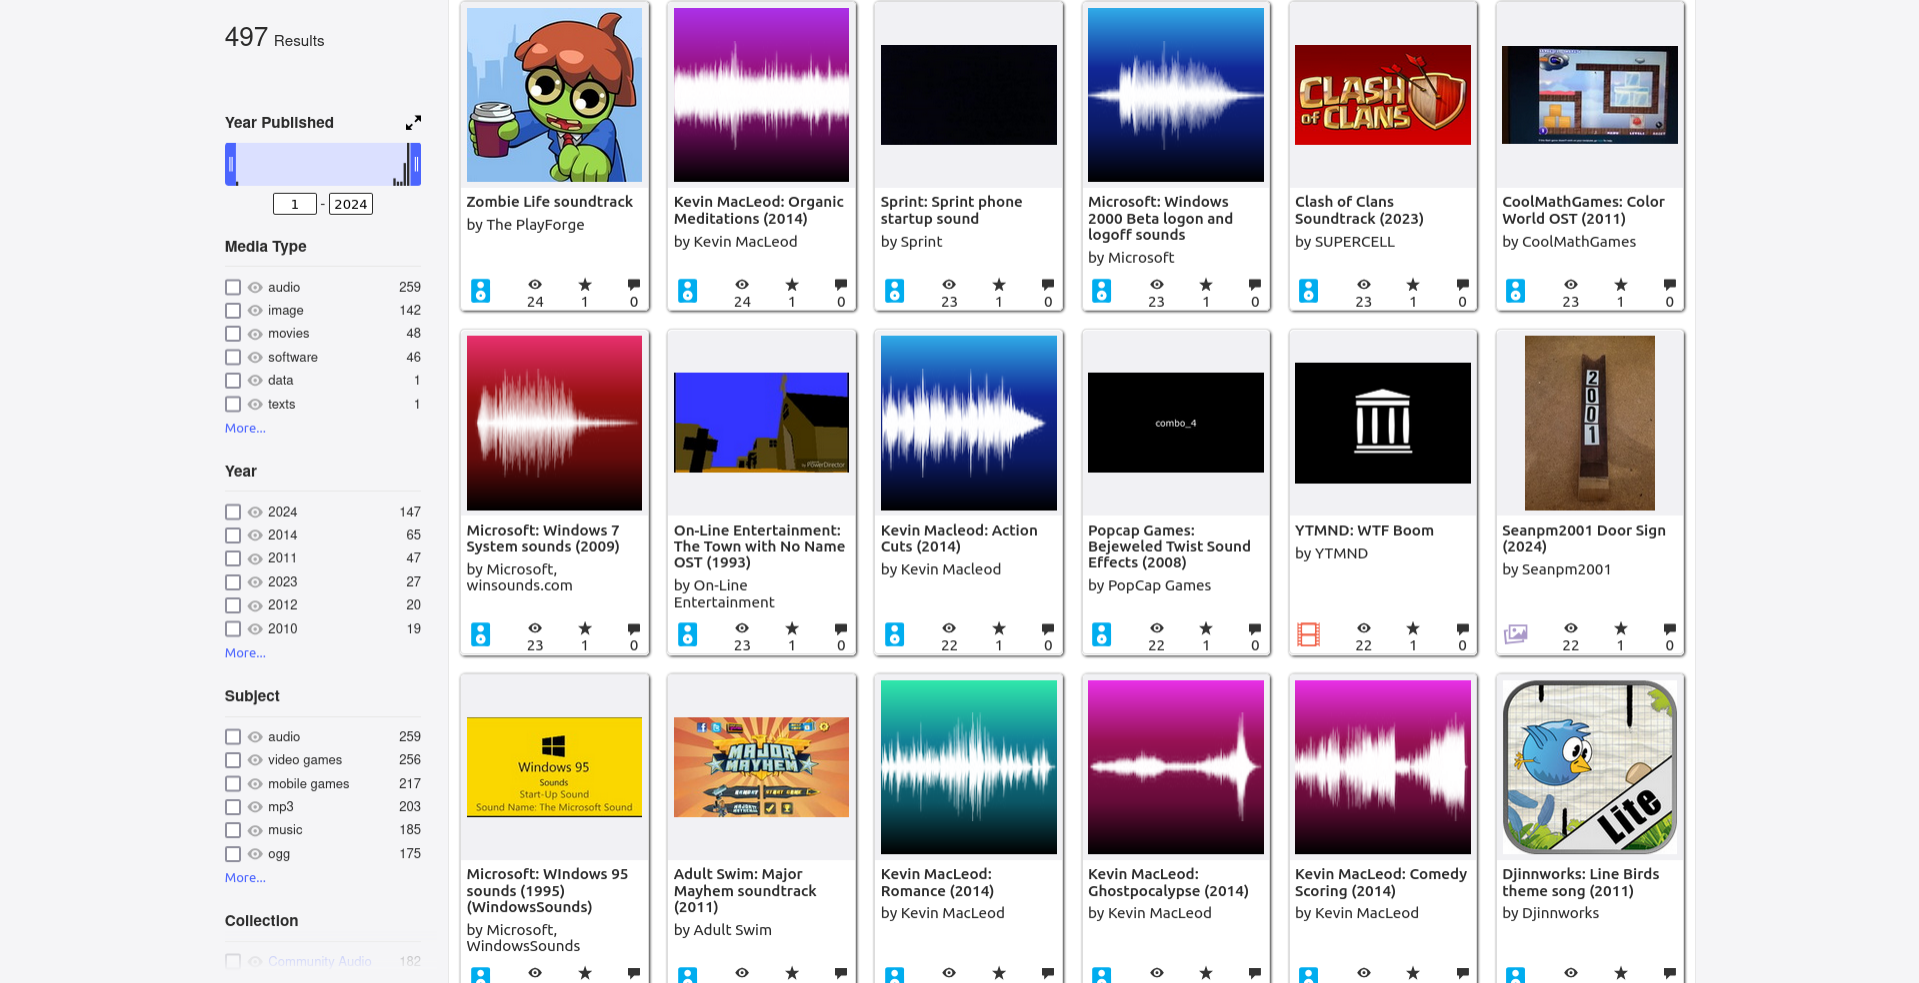 497 Results
Year Published
1 - 2024
Media Type
audio 259
image 142
movies 48
software 46
data 1
texts 1
More...
Year
2024 147
2014 65
2011 47
2023 27
2012 20
2010 19
More...
Subject
audio 259
video games 256
mobile games 217
mp3 203
music 185
ogg 175
More...
Collection
Community Audio 182
Zombie Life soundtrack
by The PlayForge
24 1 0
Kevin MacLeod: Organic
Meditations (2014)
by Kevin MacLeod
24 1 0
Sprint: Sprint phone
startup sound
by Sprint
23 1 0
Microsoft: Windows
2000 Beta logon and
logoff sounds
by Microsoft
23 1 0
CLASH
OF CLANS
Clash of Clans
Soundtrack (2023)
by SUPERCELL
23 1 0
CoolMathGames: Color
World OST (2011)
by CoolMathGames
23 1 0
Microsoft: Windows 7
System sounds (2009)
by Microsoft,
winsounds.com
23 1 0
by PowerDirector
On-Line Entertainment:
The Town with No Name
OST (1993)
by On-Line
Entertainment
23 1 0
Kevin Macleod: Action
Cuts (2014)
by Kevin Macleod
22 1 0
combo_4
Popcap Games:
Bejeweled Twist Sound
Effects (2008)
by PopCap Games
22 1 0
YTMND: WTF Boom
by YTMND
22 1 0
2001
Seanpm2001 Door Sign
(2024)
by Seanpm2001
22 1 0
Windows 95
Sounds
Start-Up Sound
Sound Name: The Microsoft Sound
Microsoft: WIndows 95
sounds (1995)
(WindowsSounds)
by Microsoft,
WindowsSounds
MAJOR
MAYHEM
Adult Swim: Major
Mayhem soundtrack
(2011)
by Adult Swim
Kevin MacLeod:
Romance (2014)
by Kevin MacLeod
Kevin MacLeod:
Ghostpocalypse (2014)
by Kevin MacLeod
Kevin MacLeod: Comedy
Scoring (2014)
by Kevin MacLeod
Lite
Djinnworks: Line Birds
theme song (2011)
by Djinnworks